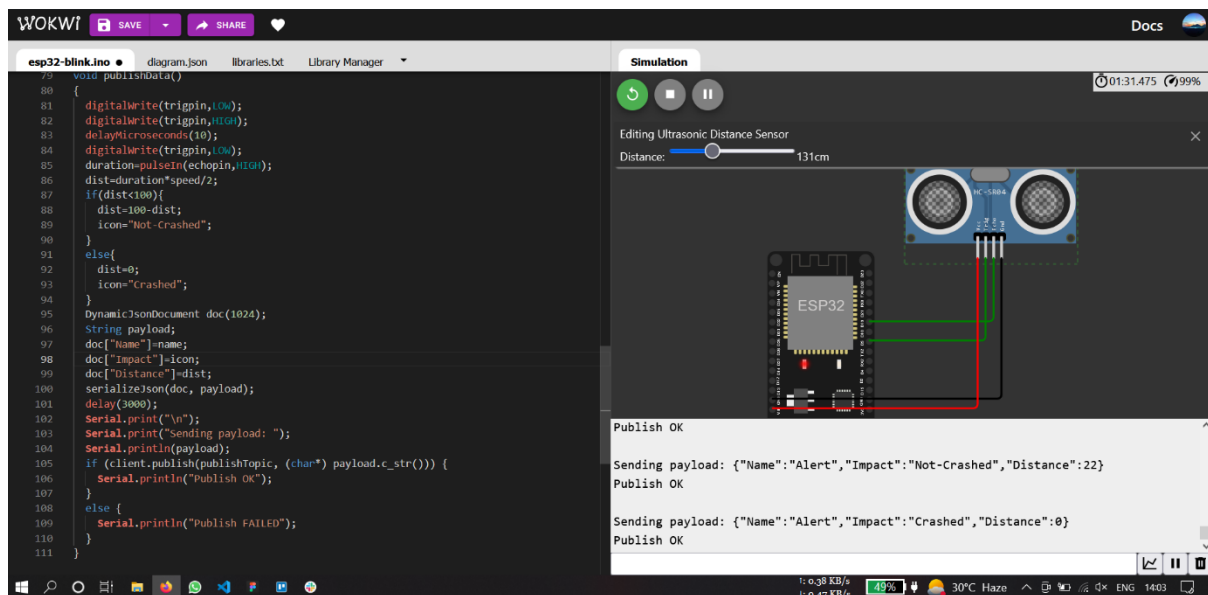 WOKWI SAVE SHARE Docs
esp32-blink.ino ● diagram.json libraries.txt Library Manager
79 void publishData()
80 {
81 digitalWrite(trigpin,LOW);
82 digitalWrite(trigpin,HIGH);
83 delayMicroseconds(10);
84 digitalWrite(trigpin,LOW);
85 duration=pulseIn(echopin,HIGH);
86 dist=duration*speed/2;
87 if(dist<100){
88 dist=100-dist;
89 icon="Not-Crashed";
90 }
91 else{
92 dist=0;
93 icon="Crashed";
94 }
95 DynamicJsonDocument doc(1024);
96 String payload;
97 doc["Name"]=name;
98 doc["Impact"]=icon;
99 doc["Distance"]=dist;
100 serializeJson(doc, payload);
101 delay(3000);
102 Serial.print("\n");
103 Serial.print("Sending payload: ");
104 Serial.println(payload);
105 if (client.publish(publishTopic, (char*) payload.c_str())) {
106 Serial.println("Publish OK");
107 }
108 else {
109 Serial.println("Publish FAILED");
110 }
111 }
Simulation
01:31.475 99%
Editing Ultrasonic Distance Sensor
Distance: 131cm
HC-SR04
Vcc Trig Echo Gnd
ESP32
Publish OK
Sending payload: {"Name":"Alert","Impact":"Not-Crashed","Distance":22}
Publish OK
Sending payload: {"Name":"Alert","Impact":"Crashed","Distance":0}
Publish OK
0.38 KB/s
0.47 KB/s
49% 30°C Haze ENG 14:03